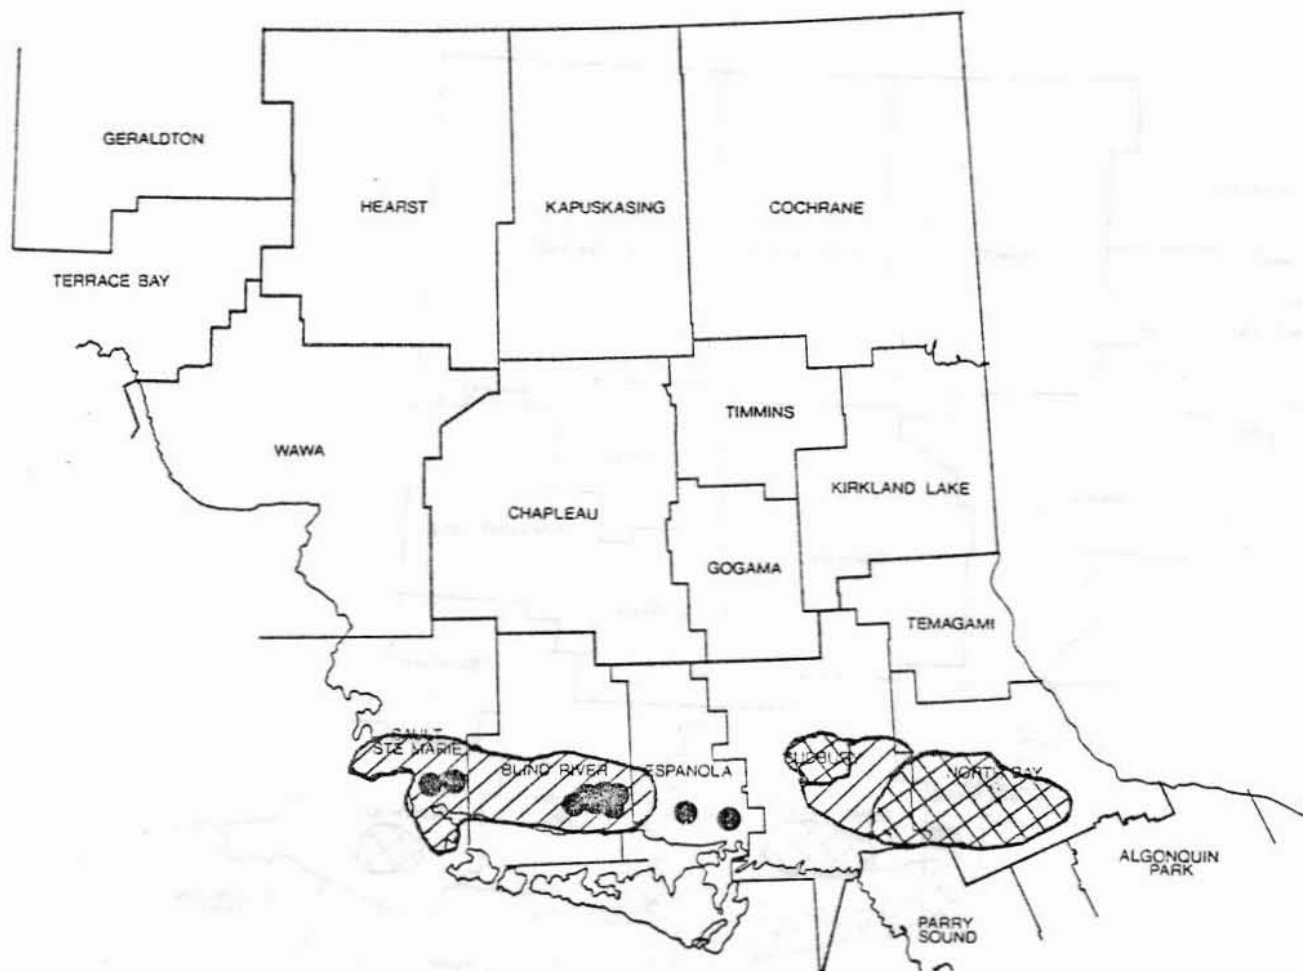 GERALDTON
HEARST
KAPUSKASING
COCHRANE
TERRACE BAY
TIMMINS
WAWA
KIRKLAND LAKE
CHAPLEAU
GOGAMA
TEMAGAMI
SAULT
STE MARIE
BLIND RIVER
ESPANOLA
SUDBURY
NORTH BAY
ALGONQUIN
PARK
PARRY
SOUND